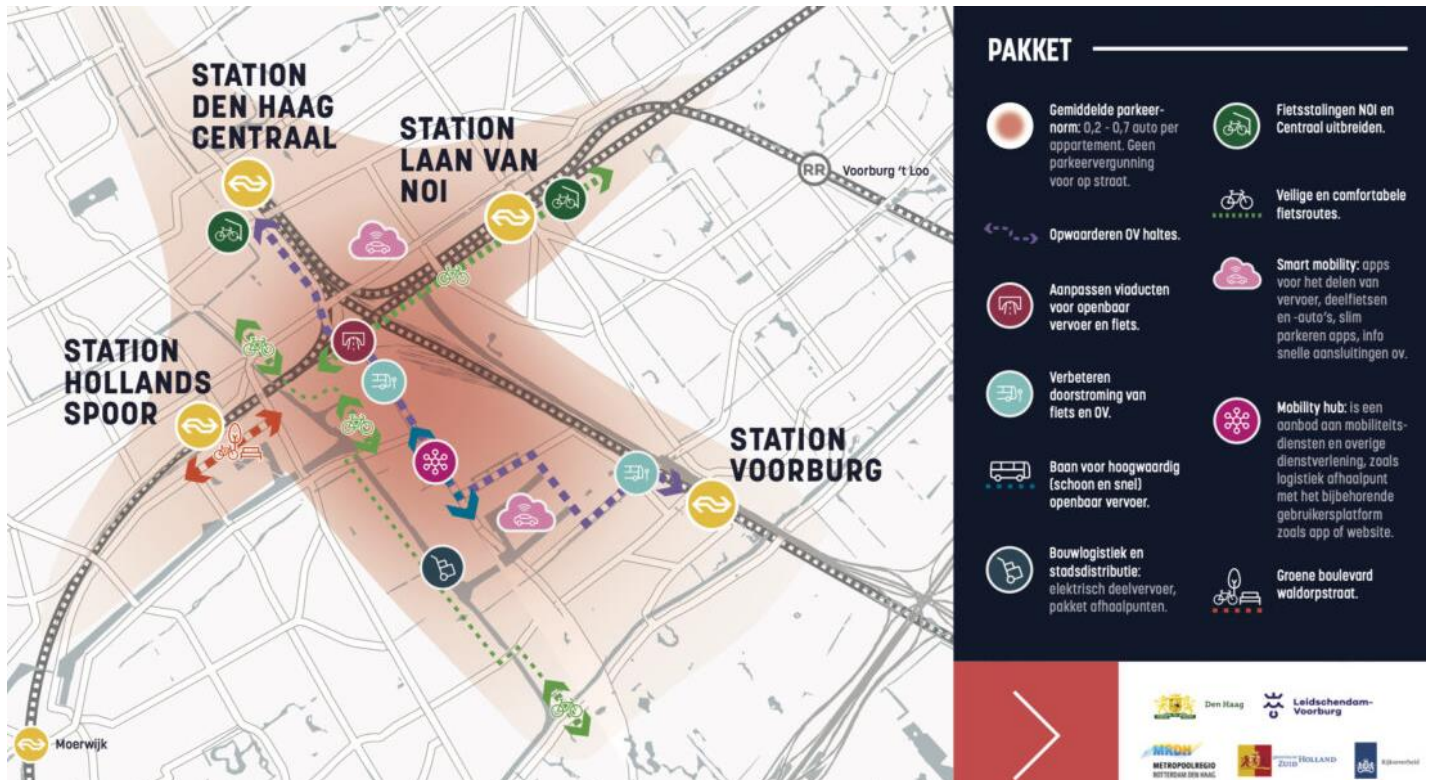 STATION
DEN HAAG
CENTRAAL
STATION
LAAN VAN
NOI
RR
Voorburg 't Loo
STATION
HOLLANDS
SPOOR
STATION
VOORBURG
Moerwijk
PAKKET
Gemiddelde parkeer-
norm: 0,2 - 0,7 auto per
appartement. Geen
parkeervergunning
voor op straat.
Opwaarderen OV haltes.
Aanpassen viaducten
voor openbaar
vervoer en fiets.
Verbeteren
doorstroming van
fiets en OV.
Baan voor hoogwaardig
(schoon en snel)
openbaar vervoer.
Bouwlogistiek en
stadsdistributie:
elektrisch deelvervoer,
pakket afhaalpunten.
Fietsstalingen NOI en
Centraal uitbreiden.
Veilige en comfortabele
fietsroutes.
Smart mobility: apps
voor het delen van
vervoer, deelfietsen
en -auto's, slim
parkeren apps, info
snelle aansluitingen ov.
Mobility hub: is een
aanbod aan mobiliteits-
diensten en overige
dienstverlening, zoals
logistiek afhaalpunt
met het bijbehorende
gebruikersplatform
zoals app of website.
Groene boulevard
waldorpstraat.
Den Haag
Leidschendam-
Voorburg
MRDH
METROPOOLREGIO
ROTTERDAM DEN HAAG
ZUID HOLLAND
Rijksoverheid